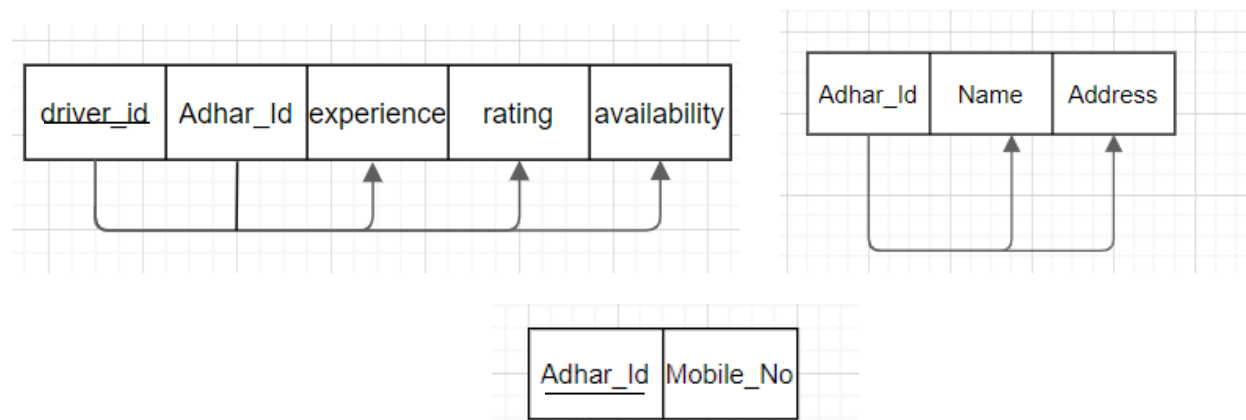 driver_id Adhar_Id experience rating availability
Adhar_Id Name Address
Adhar_Id Mobile_No